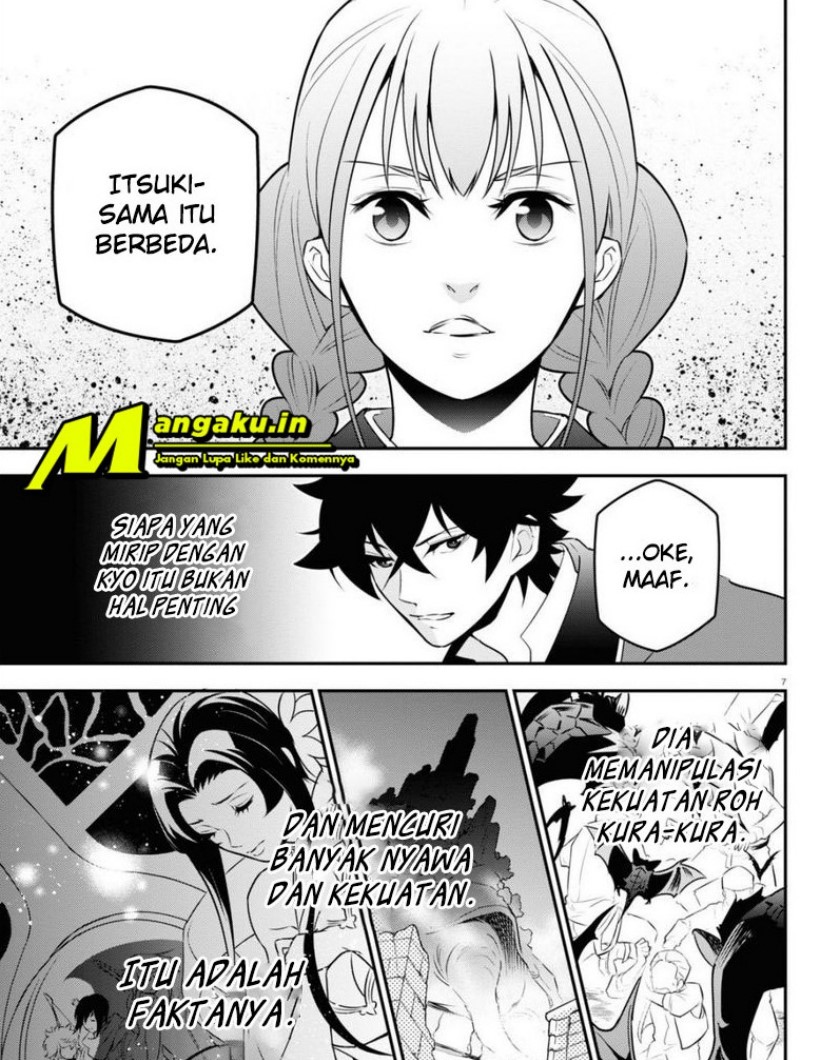 ITSUKI-
SAMA ITU
BERBEDA.
Mangaku.in
Jangan Lupa Like dan Komennya
...OKE,
MAAF.
SIAPA YANG
MIRIP DENGAN
KYO ITU BUKAN
HAL PENTING
7
DIA
MEMANIPULASI
KEKUATAN ROH
KURA-KURA.
DAN MENCURI
BANYAK NYAWA
DAN KEKUATAN.
ITU ADALAH
FAKTANYA.